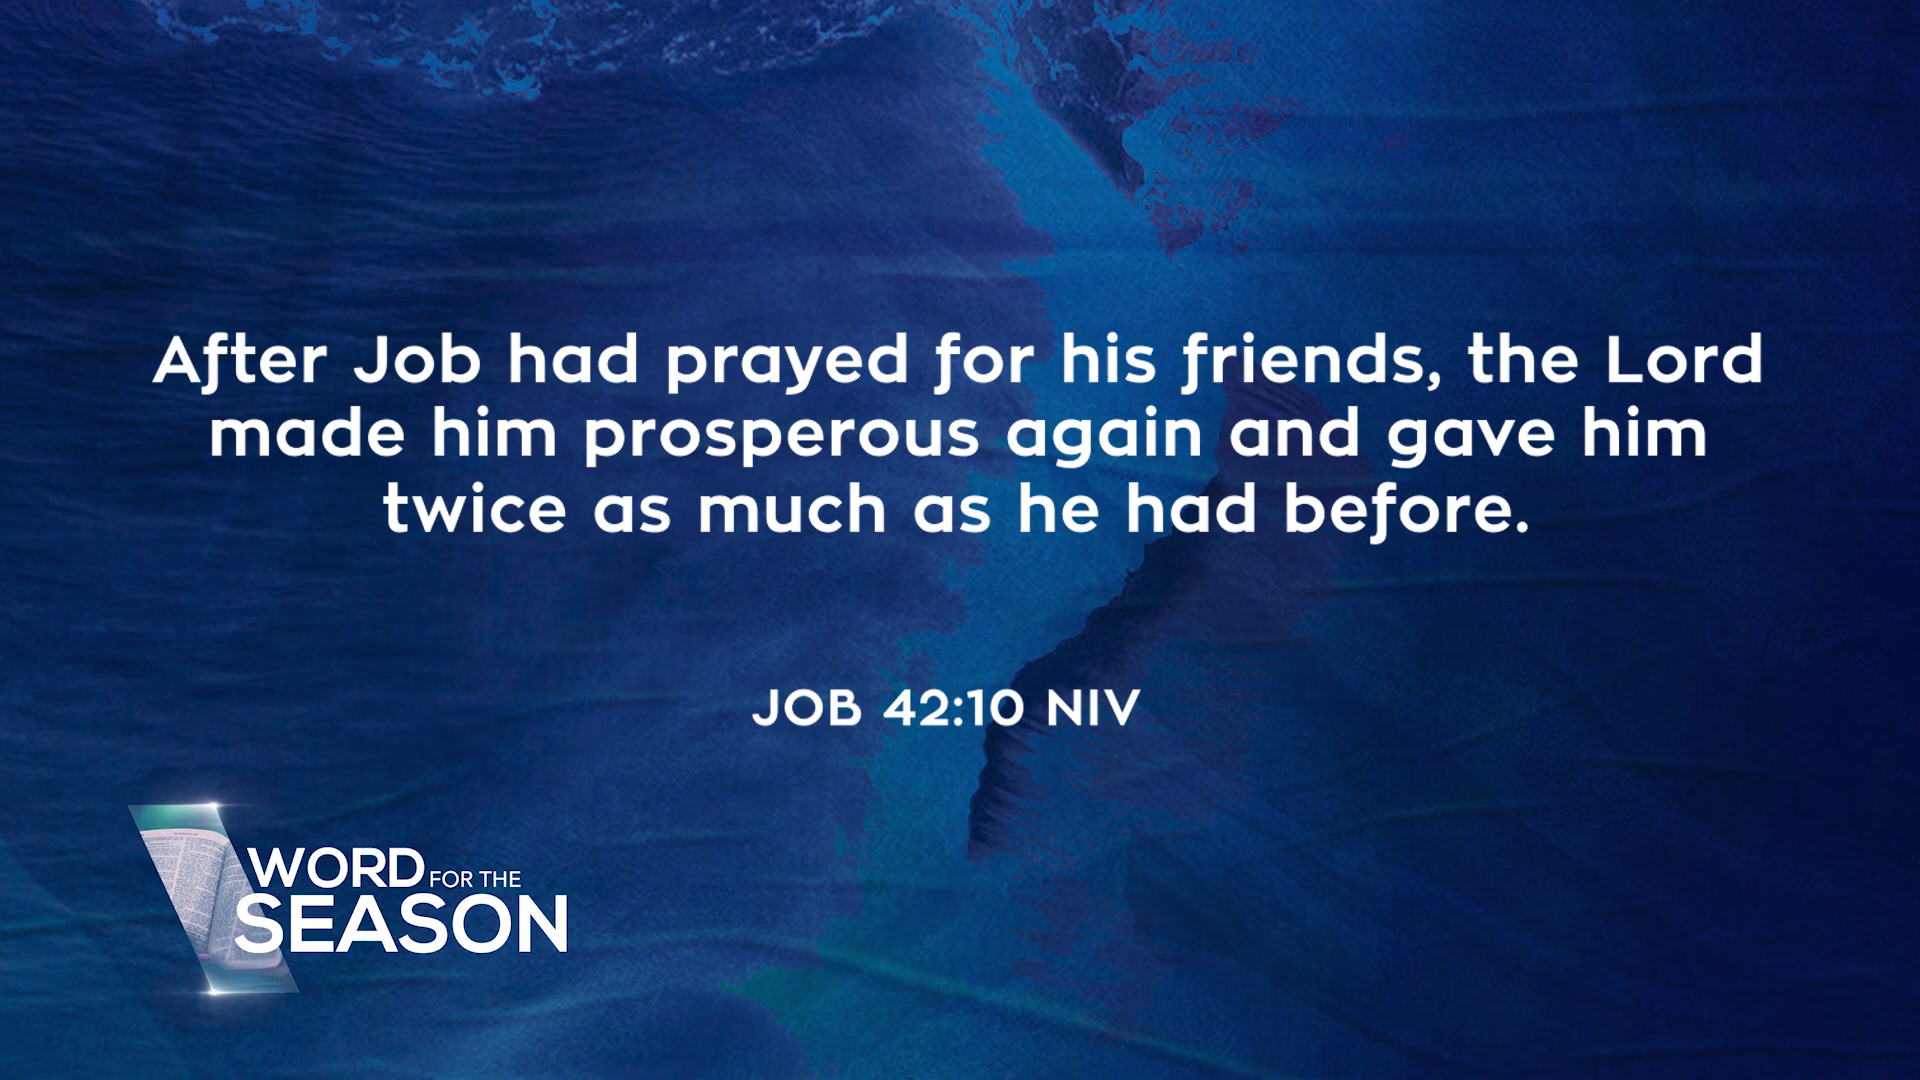 After Job had prayed for his friends, the Lord
made him prosperous again and gave him
twice as much as he had before.
JOB 42:10 NIV
WORD FOR THE
SEASON